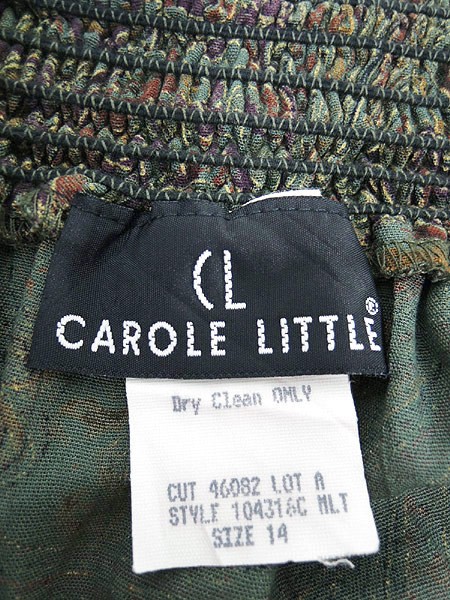 CL
CAROLE LITTLE®
Dry Clean ONLY
CUT 46082 LOT A
STYLE 104316C MLT
SIZE 14